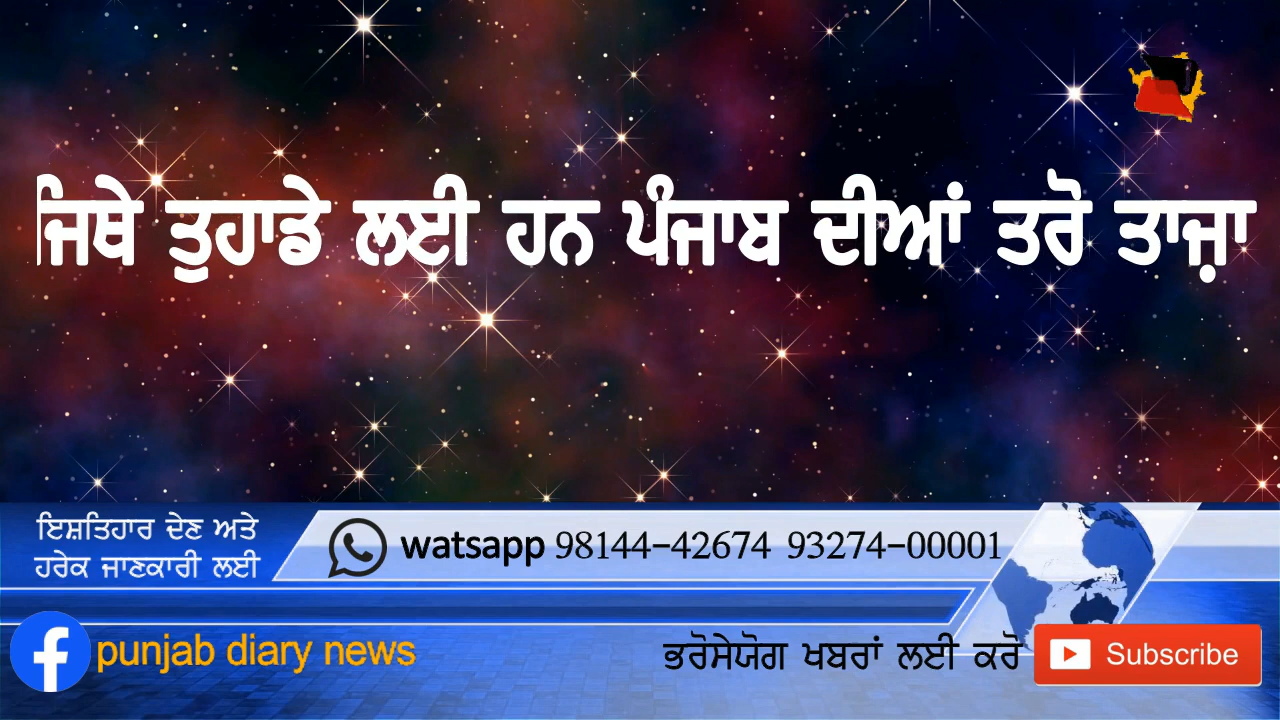 ਜਿਥੇ ਤੁਹਾਡੇ ਲਈ ਹਨ ਪੰਜਾਬ ਦੀਆਂ ਤਰੋ ਤਾਜ਼ਾ
ਇਸ਼ਤਿਹਾਰ ਦੇਣ ਅਤੇ
ਹਰੇਕ ਜਾਣਕਾਰੀ ਲਈ
watsapp 98144-42674 93274-00001
punjab diary news
ਭਰੋਸੇਯੋਗ ਖਬਰਾਂ ਲਈ ਕਰੋ Subscribe